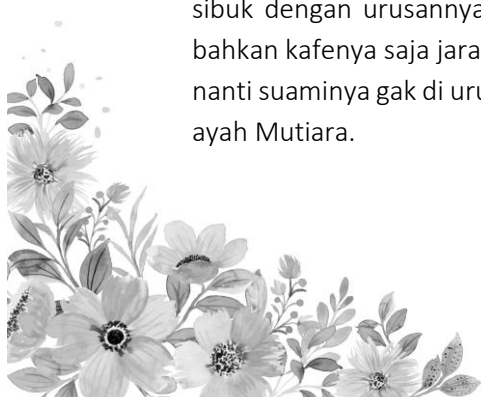 sibuk dengan urusannya
bahkan kafenya saja
nanti suaminya gak di
ayah Mutiara.